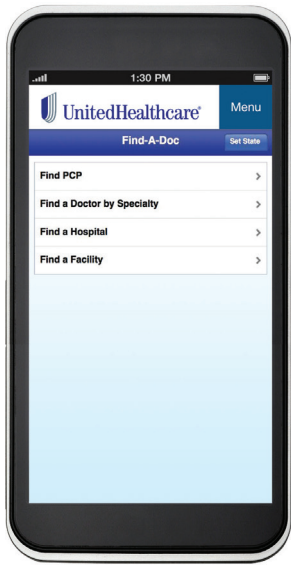 1:30 PM
UnitedHealthcare®
Menu
Find-A-Doc
Set State
Find PCP
Find a Doctor by Specialty
Find a Hospital
Find a Facility